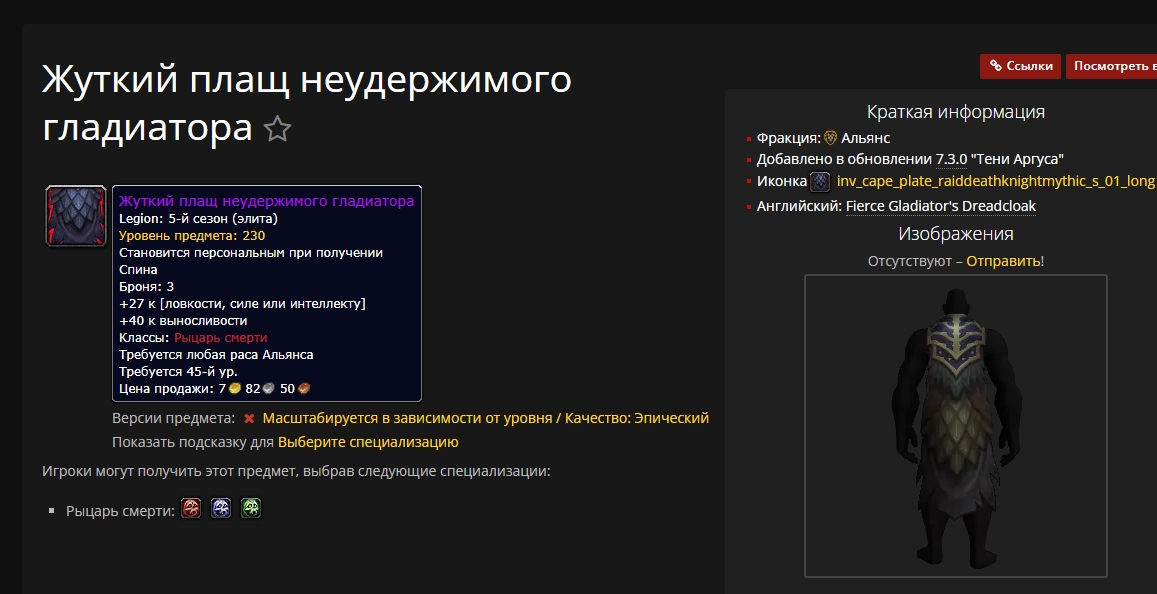 Жуткий плащ неудержимого
гладиатора
Ссылки
Посмотреть в
Краткая информация
Фракция: Альянс
Добавлено в обновлении 7.3.0 "Тени Аргуса"
Иконка inv_cape_plate_raiddeathknightmythic_s_01_long
Английский: Fierce Gladiator's Dreadcloak
Изображения
Отсутствуют – Отправить!
Жуткий плащ неудержимого гладиатора
Legion: 5-й сезон (элита)
Уровень предмета: 230
Становится персональным при получении
Спина
Броня: 3
+27 к [ловкости, силе или интеллекту]
+40 к выносливости
Классы: Рыцарь смерти
Требуется любая раса Альянса
Требуется 45-й ур.
Цена продажи: 7 82 50
Версии предмета: Масштабируется в зависимости от уровня / Качество: Эпический
Показать подсказку для Выберите специализацию
Игроки могут получить этот предмет, выбрав следующие специализации:
Рыцарь смерти: